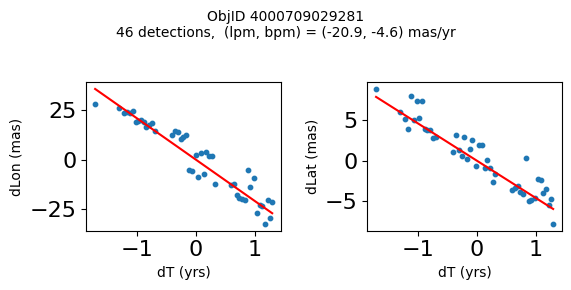 ObjID 4000709029281
46 detections,  (lpm, bpm) = (-20.9, -4.6) mas/yr
dLon (mas)
25
0
−25
−1
0
1
dT (yrs)
dLat (mas)
5
0
−5
−1
0
1
dT (yrs)